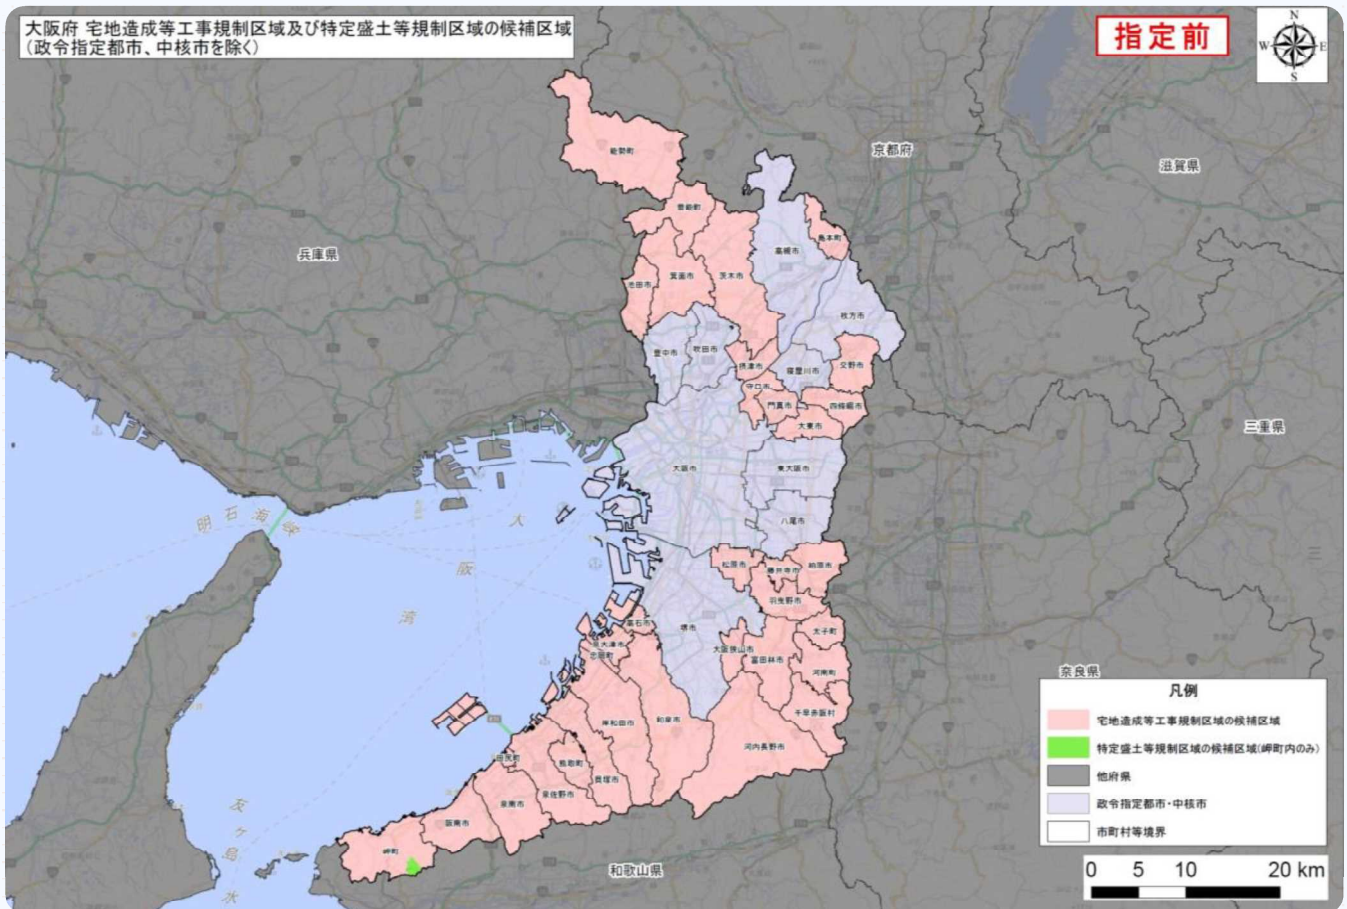 大阪府 宅地造成等工事規制区域及び特定盛土等規制区域の候補区域
(政令指定都市、中核市を除く)
指定前
N
W
E
S
能勢町
京都府
滋賀県
豊能町
島本町
高槻市
兵庫県
箕面市
茨木市
池田市
枚方市
吹田市
豊中市
摂津市
寝屋川市
交野市
守口市
門真市
四條畷市
大東市
三重県
大阪市
東大阪市
明石海峡
大
阪
湾
八尾市
三
松原市
藤井寺市
柏原市
羽曳野市
高石市
堺市
太子町
泉大津市
忠岡町
大阪狭山市
富田林市
河南町
奈良県
千早赤阪村
岸和田市
和泉市
河内長野市
田尻町
熊取町
貝塚市
泉佐野市
泉南市
阪南市
岬町
和歌山県
友ヶ島水
凡例
宅地造成等工事規制区域の候補区域
特定盛土等規制区域の候補区域(岬町内のみ)
他府県
政令指定都市・中核市
市町村等境界
0 5 10 20 km